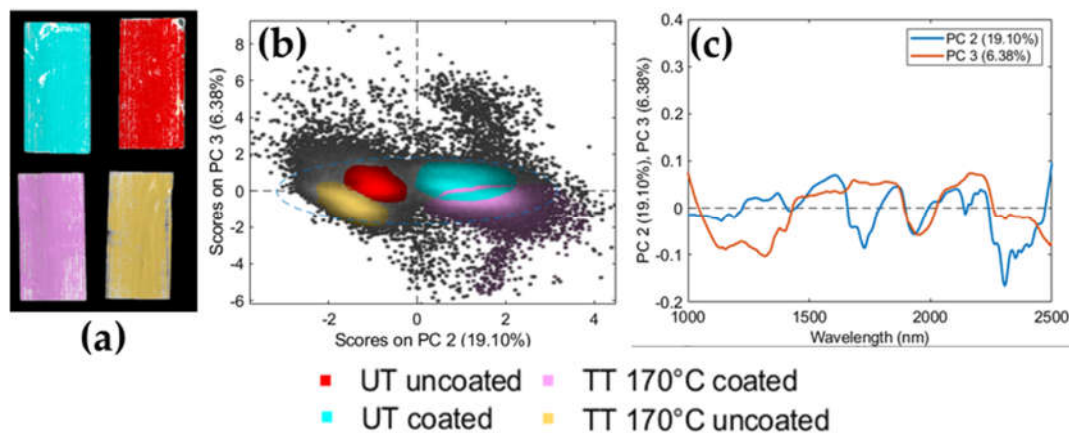 (a)
(b)
Scores on PC 3 (6.38%)
8
6
4
2
0
-2
-4
-6
-2
0
2
4
Scores on PC 2 (19.10%)
(c)
PC 2 (19.10%)
PC 3 (6.38%)
PC 2 (19.10%), PC 3 (6.38%)
0.4
0.3
0.2
0.1
0
-0.1
-0.2
1000
1500
2000
2500
Wavelength (nm)
UT uncoated
TT 170°C coated
UT coated
TT 170°C uncoated